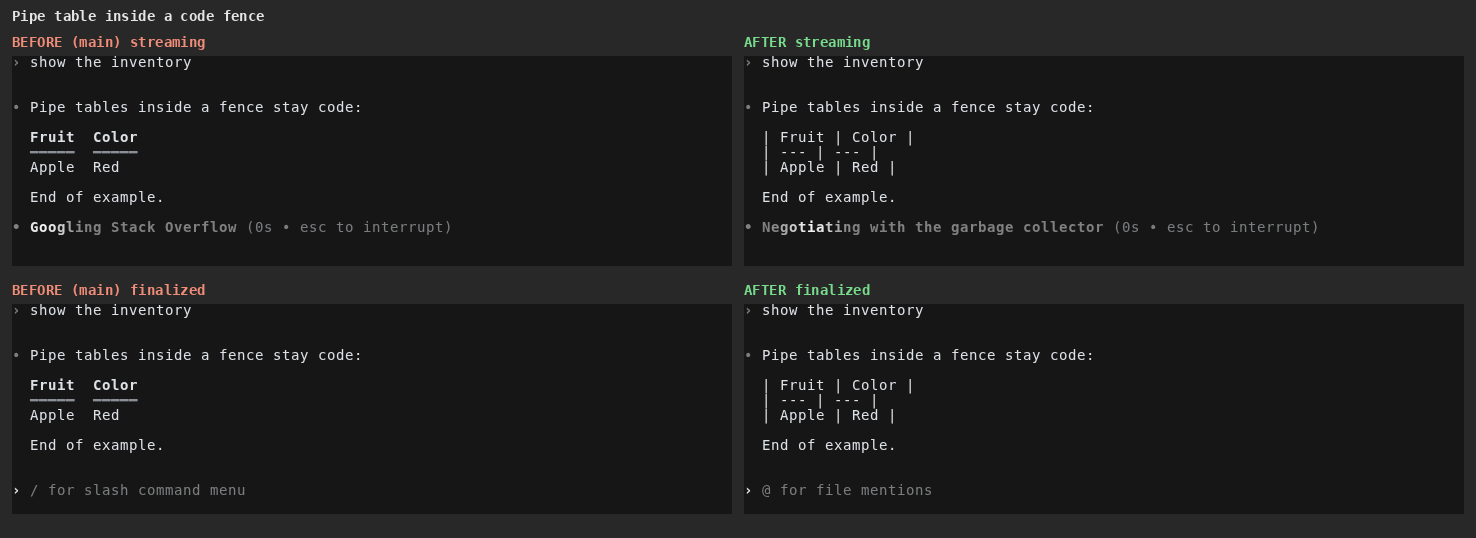 Pipe table inside a code fence
BEFORE (main) streaming
› show the inventory
• Pipe tables inside a fence stay code:
Fruit  Color
Apple  Red
End of example.
• Googling Stack Overflow (0s • esc to interrupt)
AFTER streaming
› show the inventory
• Pipe tables inside a fence stay code:
| Fruit | Color |
| --- | --- |
| Apple | Red |
End of example.
• Negotiating with the garbage collector (0s • esc to interrupt)
BEFORE (main) finalized
› show the inventory
• Pipe tables inside a fence stay code:
Fruit  Color
Apple  Red
End of example.
› / for slash command menu
AFTER finalized
› show the inventory
• Pipe tables inside a fence stay code:
| Fruit | Color |
| --- | --- |
| Apple | Red |
End of example.
› @ for file mentions